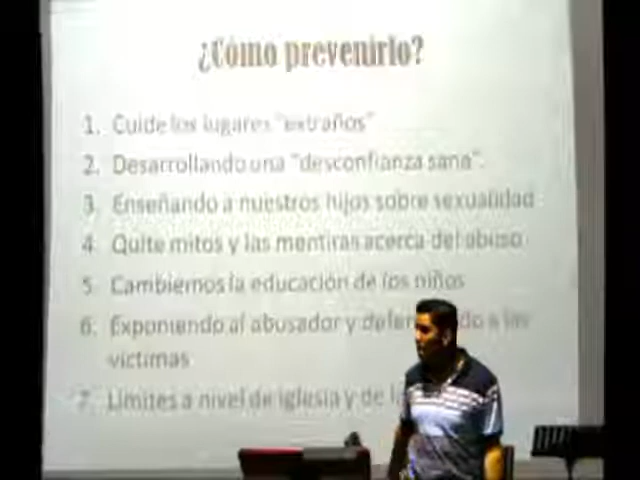 ¿Cómo prevenirlo?
1. Cuide los lugares "extraños"
2. Desarrollando una "desconfianza sana".
3. Enseñando a nuestros hijos sobre sexualidad
4. Quite mitos y las mentiras acerca del abuso
5. Cambiemos la educación de los niños
6. Exponiendo al abusador y a las
víctimas
7. Límites a nivel de iglesia y de